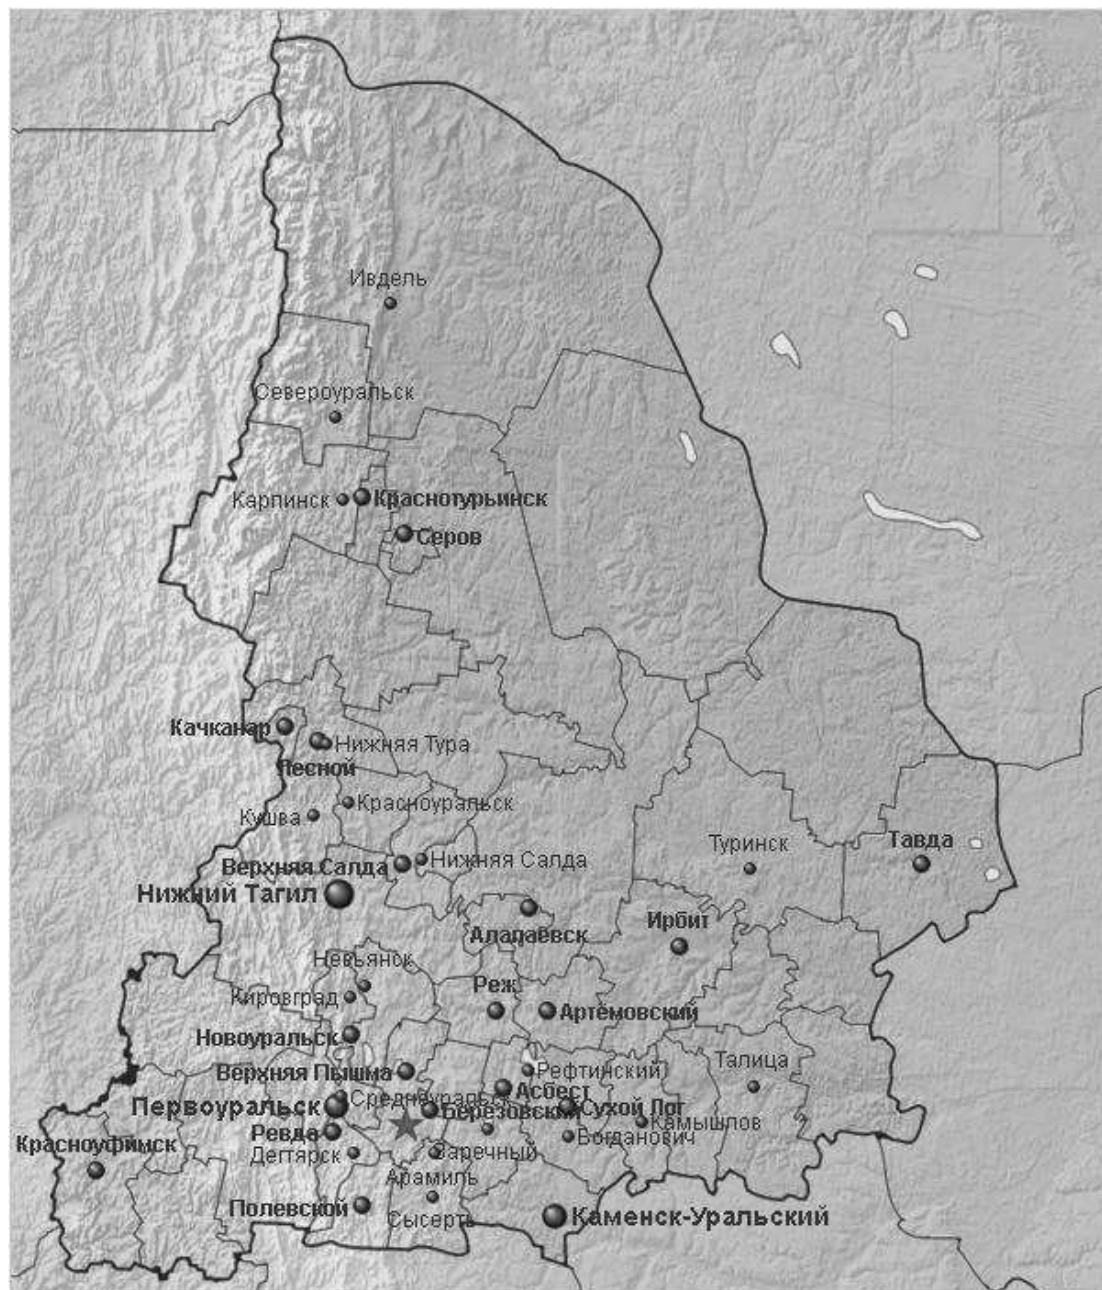 Ивдель
Североуральск
Карпинск
Краснотурьинск
Серов
Качканар
Нижняя Тура
Лесной
Красноуральск
Кушва
Туринск
Тавда
Верхняя Салда
Нижняя Салда
Нижний Тагил
Ирбит
Алапаевск
Невьянск
Реж
Кировград
Артёмовский
Новоуральск
Верхняя Пышма
Рефтинский
Талица
Асбест
Среднеуральск
Первоуральск
Березовский
Сухой Лог
Камышлов
Ревда
Богданович
Красноуфимск
Дегтярск
Заречный
Арамиль
Полевской
Сысерть
Каменск-Уральский